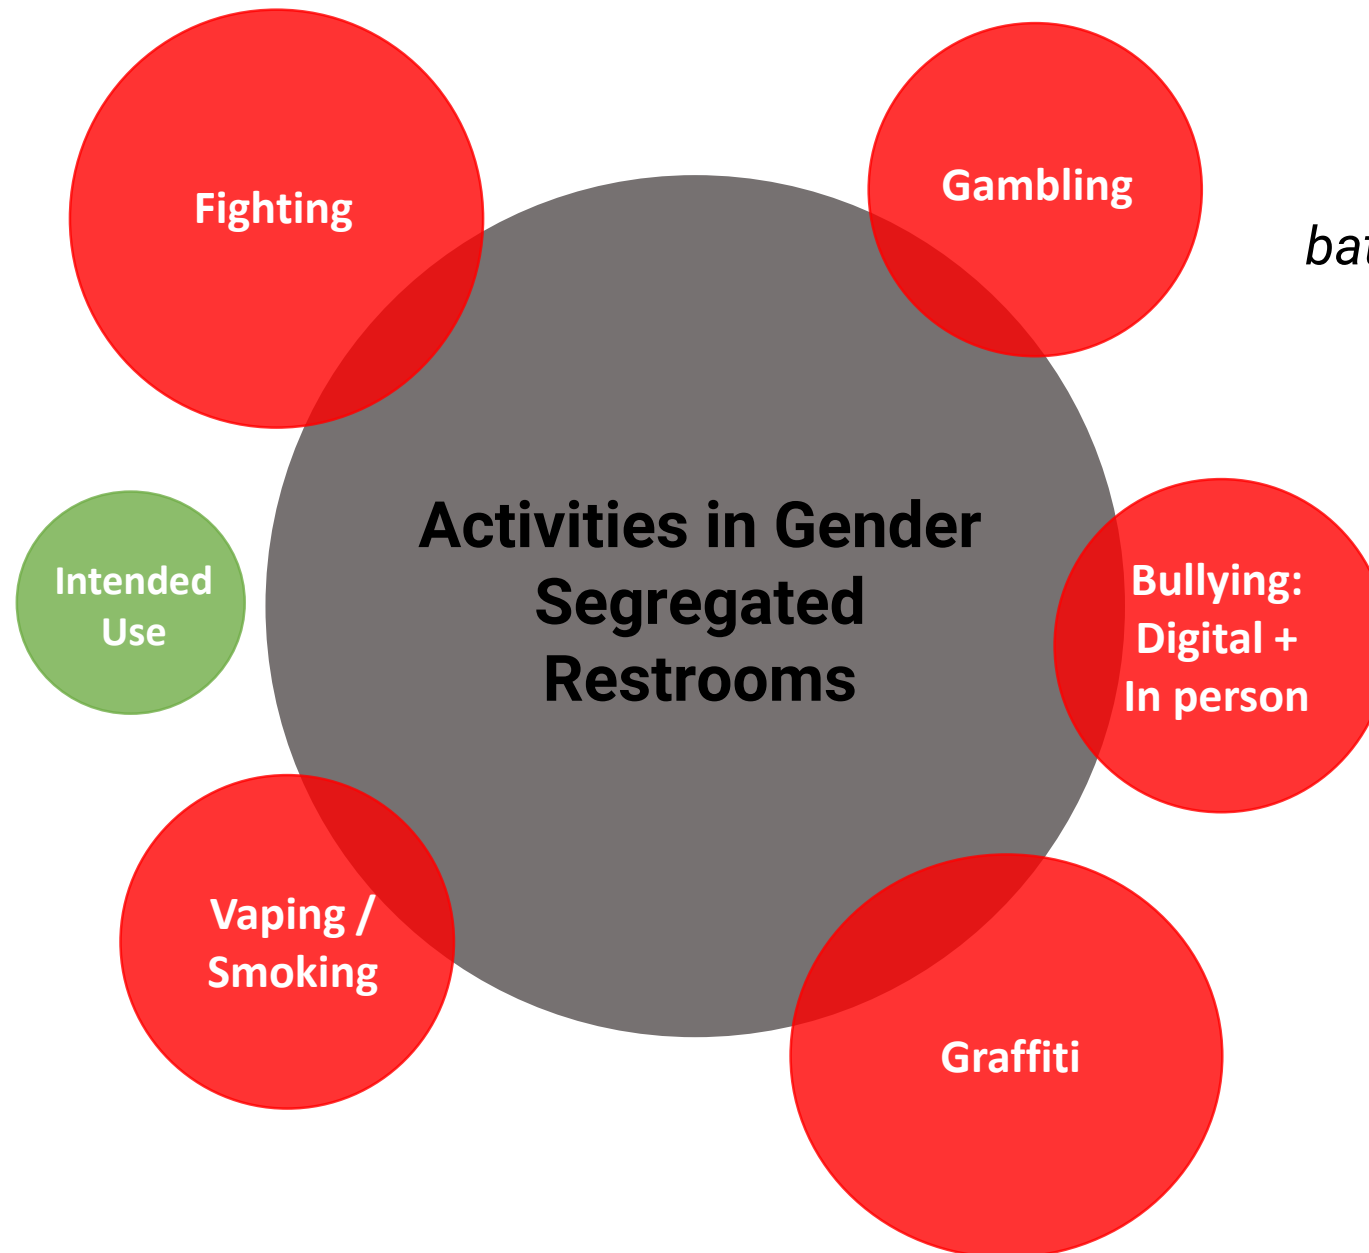 Fighting
Gambling
Activities in Gender
Segregated
Restrooms
Intended
Use
Bullying:
Digital +
In person
Vaping /
Smoking
Graffiti